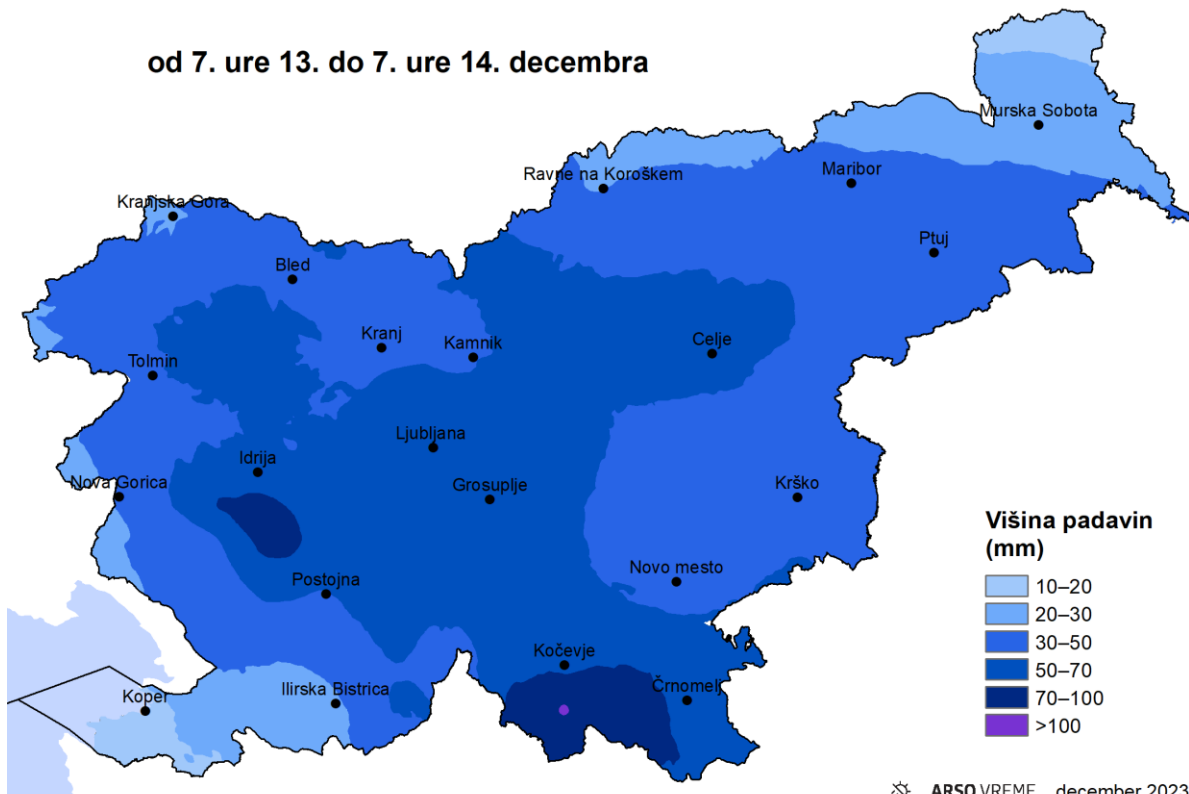 od 7. ure 13. do 7. ure 14. decembra
Murska Sobota
Ravne na Koroškem
Maribor
Kranjska Gora
Ptuj
Bled
Kranj
Kamnik
Celje
Tolmin
Ljubljana
Idrija
Nova Gorica
Grosuplje
Krško
Novo mesto
Postojna
Kočevje
Koper
Ilirska Bistrica
Črnomelj
Višina padavin
(mm)
10–20
20–30
30–50
50–70
70–100
>100
ARSO VREME december 2023